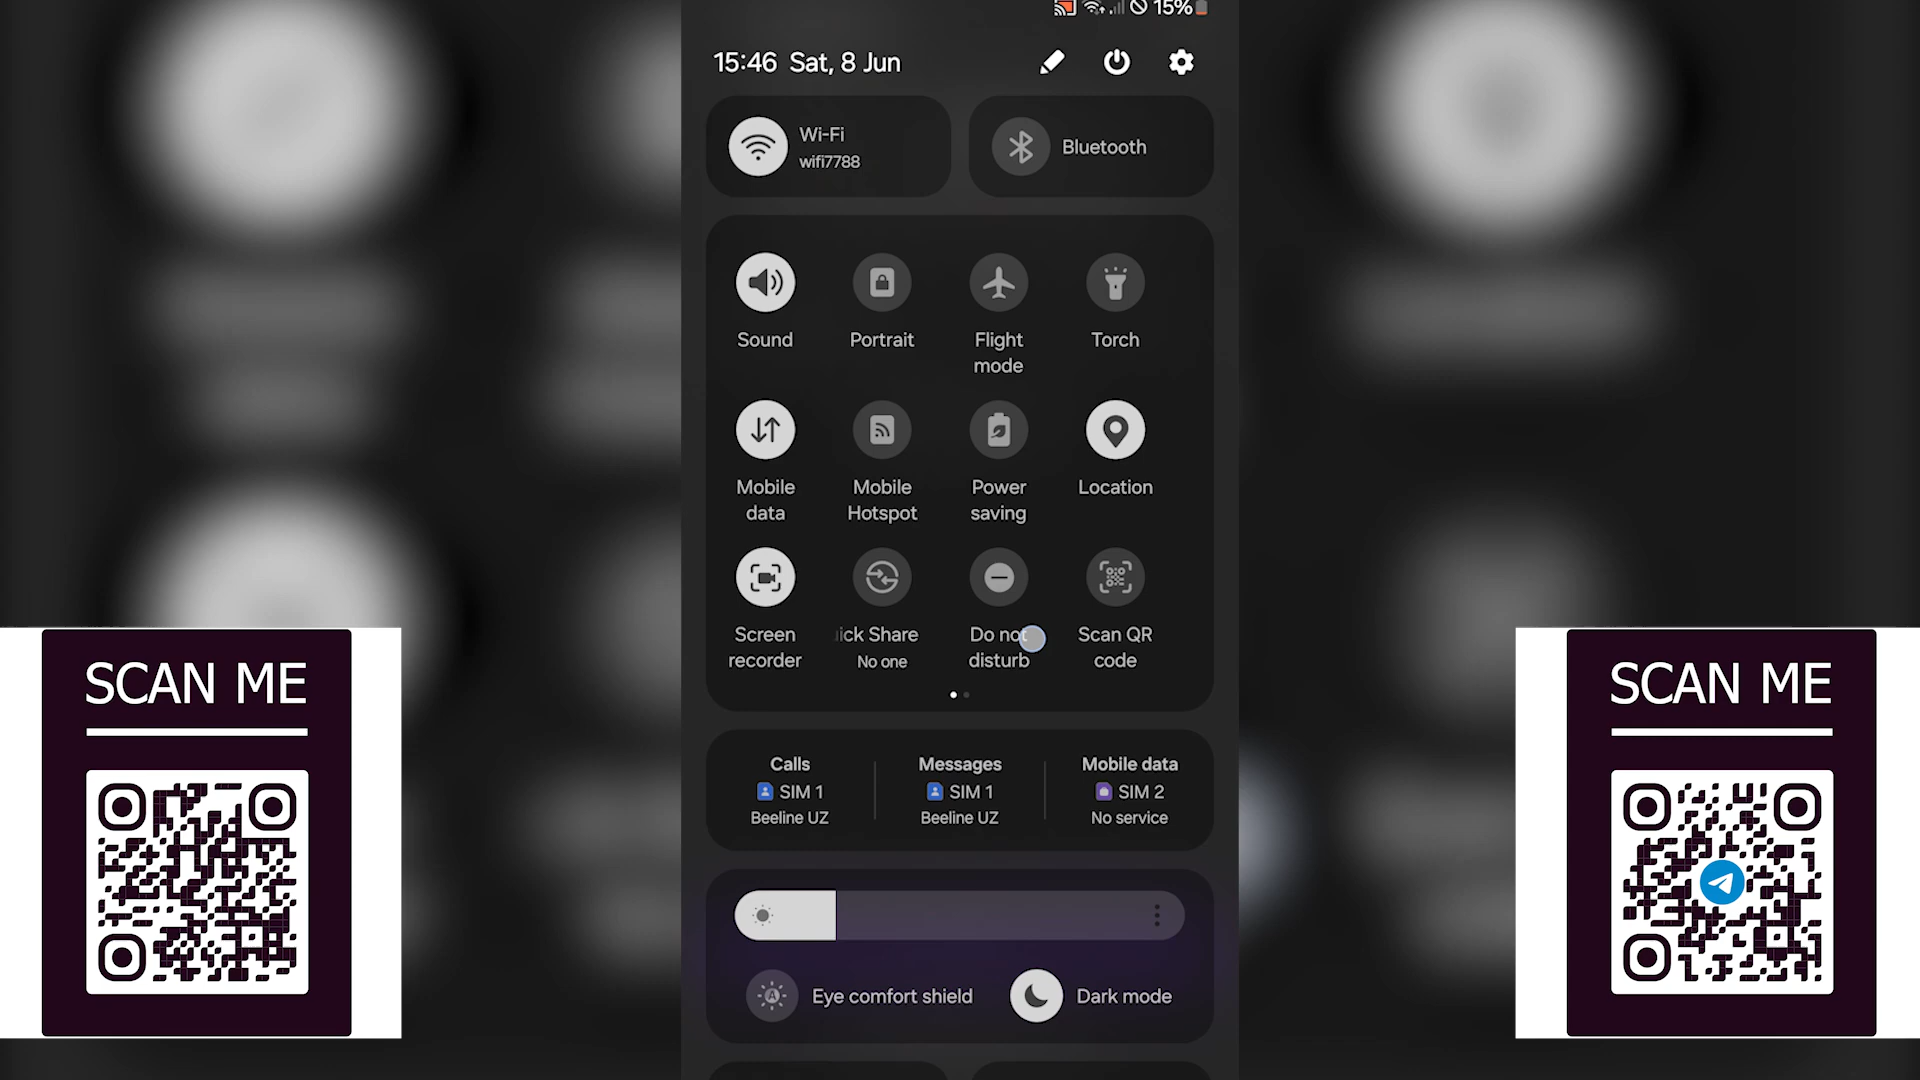 15%
15:46 Sat, 8 Jun
Wi-Fi
wifi7788
Bluetooth
Sound
Portrait
Flight
mode
Torch
Mobile
data
Mobile
Hotspot
Power
saving
Location
Screen
recorder
ick Share
No one
Do not
disturb
Scan QR
code
Calls
SIM 1
Beeline UZ
Messages
SIM 1
Beeline UZ
Mobile data
SIM 2
No service
Eye comfort shield
Dark mode
SCAN ME
SCAN ME